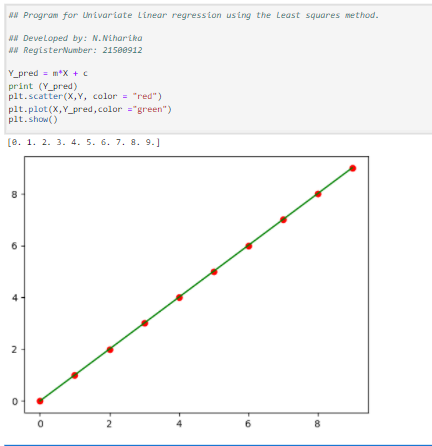 ## Program for Univariate Linear regression using the Least squares method.
## Developed by: N.Niharika
## RegisterNumber: 21500912
Y_pred = m*X + c
print (Y_pred)
plt.scatter(X,Y, color = "red")
plt.plot(X,Y_pred,color ="green")
plt.show()
[0. 1. 2. 3. 4. 5. 6. 7. 8. 9.]
8
6
4
2
0
0 2 4 6 8